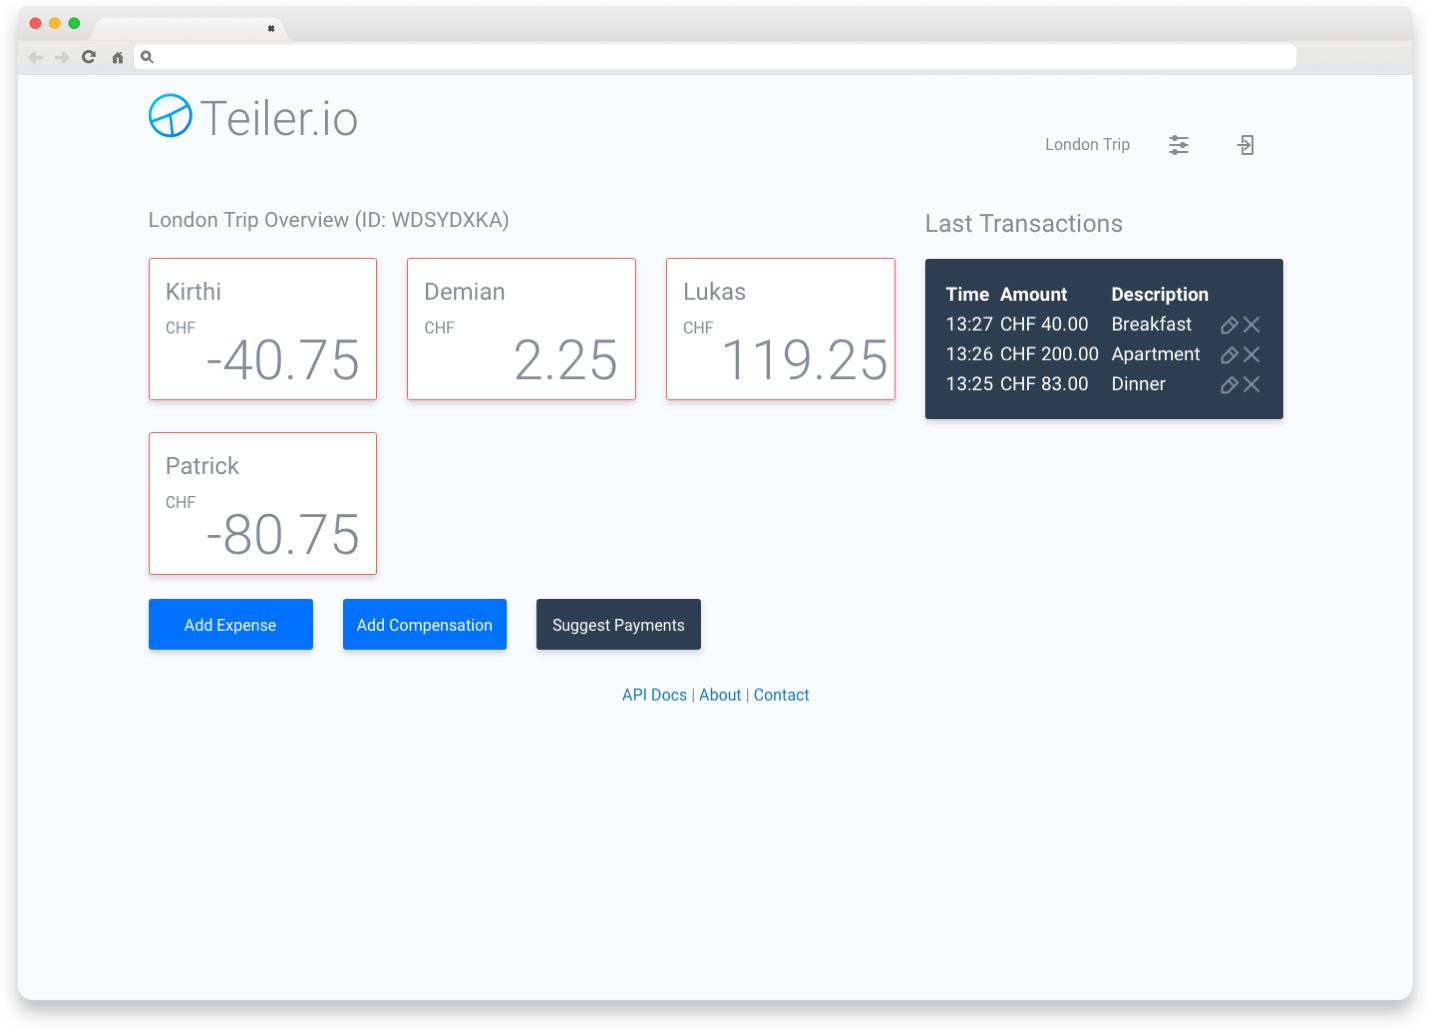 Teiler.io
London Trip
London Trip Overview (ID: WDSYDXKA)
Kirthi
CHF
-40.75
Demian
CHF
2.25
Lukas
CHF
119.25
Patrick
CHF
-80.75
Last Transactions
Time Amount Description
13:27 CHF 40.00 Breakfast
13:26 CHF 200.00 Apartment
13:25 CHF 83.00 Dinner
Add Expense
Add Compensation
Suggest Payments
API Docs | About | Contact